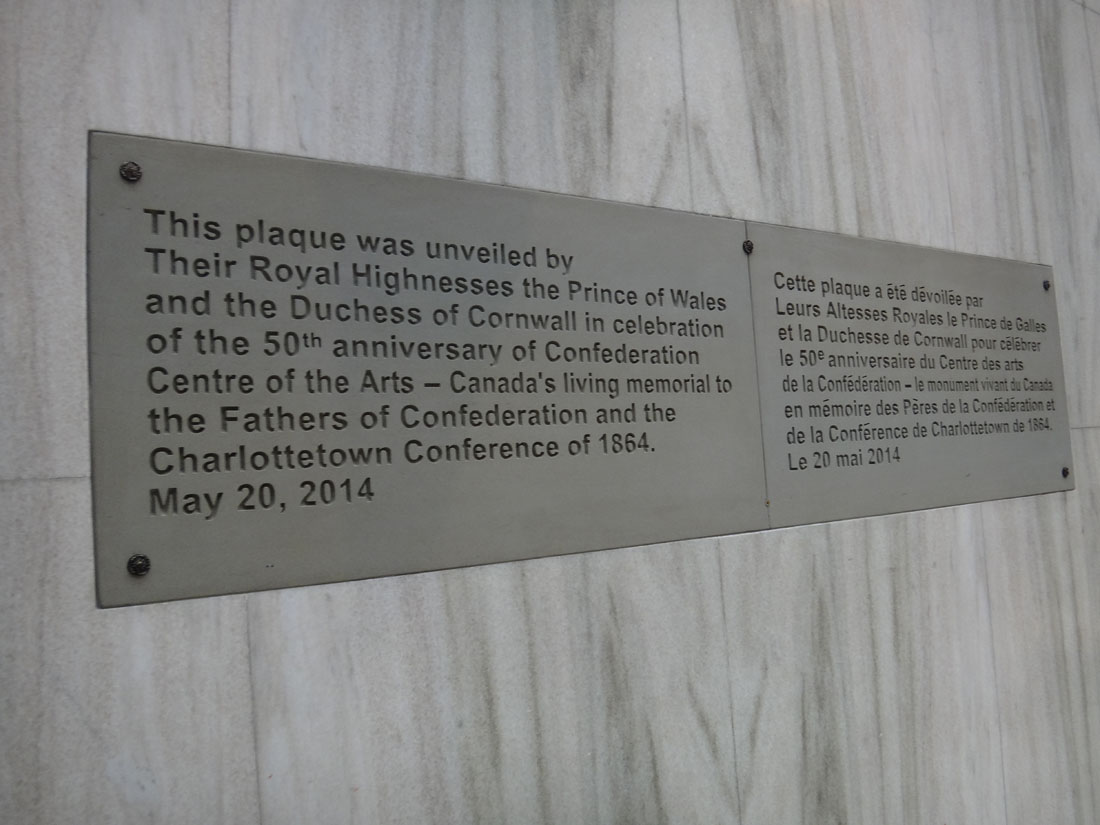 This plaque was unveiled by
Their Royal Highnesses the Prince of Wales
and the Duchess of Cornwall in celebration
of the 50th anniversary of Confederation
Centre of the Arts – Canada's living memorial to
the Fathers of Confederation and the
Charlottetown Conference of 1864.
May 20, 2014
Cette plaque a été dévoilée par
Leurs Altesses Royales le Prince de Galles
et la Duchesse de Cornwall pour célébrer
le 50e anniversaire du Centre des arts
de la Confédération – le monument vivant du Canada
en mémoire des Pères de la Confédération et
de la Conférence de Charlottetown de 1864.
Le 20 mai 2014